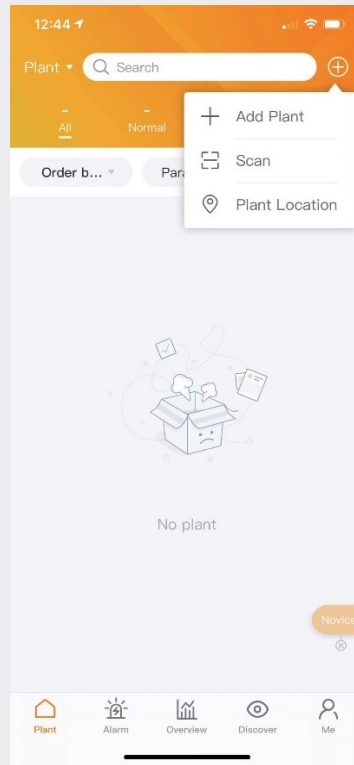 12:44
Plant
Search
-
-
All
Normal
Add Plant
Scan
Plant Location
Order b...
Para
No plant
Novice
Plant
Alarm
Overview
Discover
Me